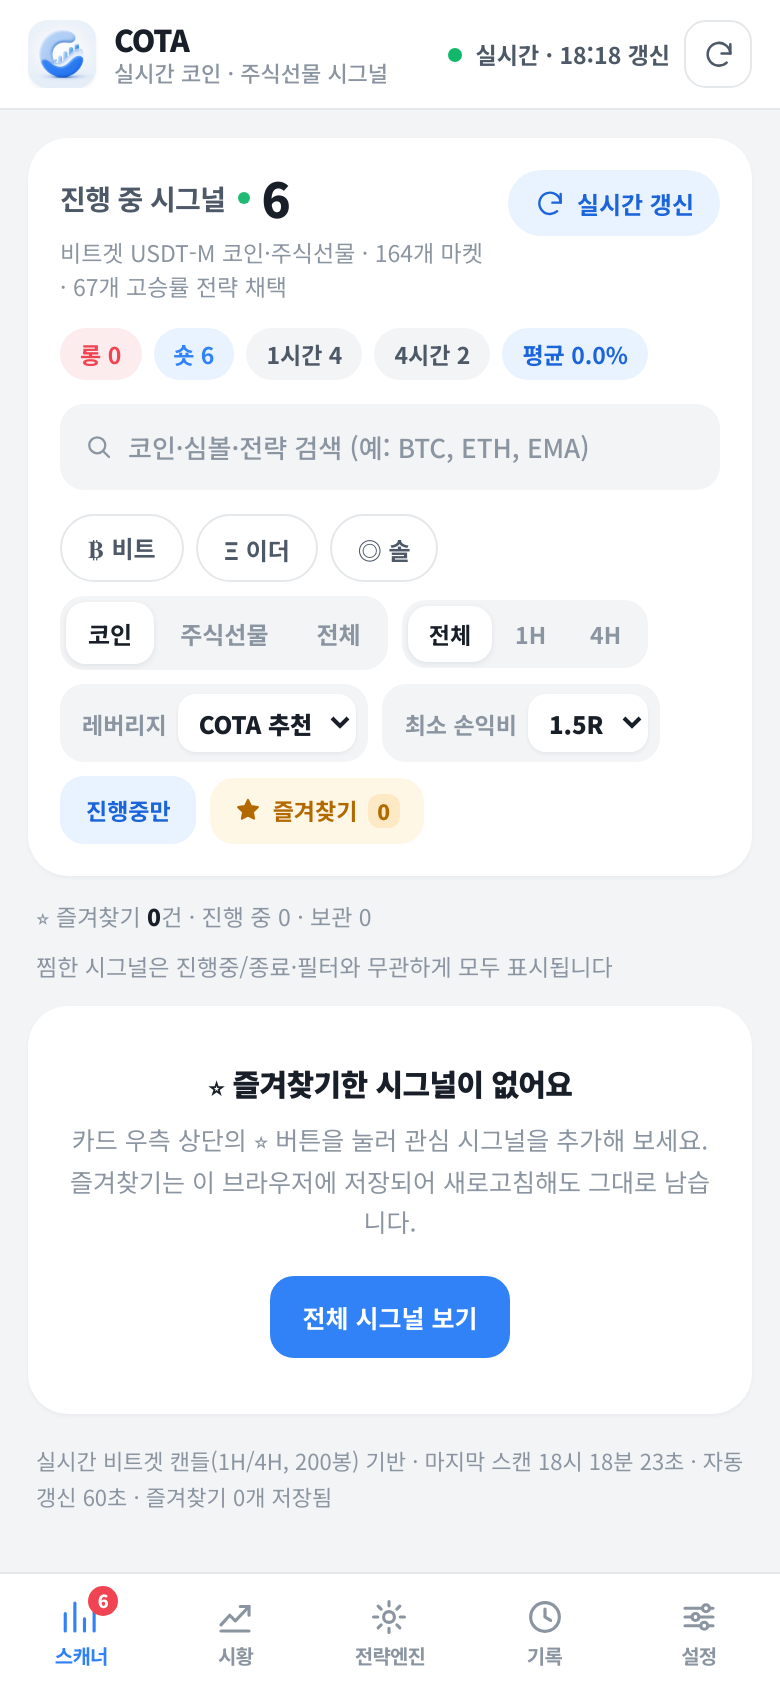 COTA
실시간 코인 · 주식선물 시그널
실시간 · 18:18 갱신
진행 중 시그널 6
실시간 갱신
비트겟 USDT-M 코인·주식선물 · 164개 마켓
· 67개 고승률 전략 채택
롱 0
숏 6
1시간 4
4시간 2
평균 0.0%
코인·심볼·전략 검색 (예: BTC, ETH, EMA)
₿ 비트
Ξ 이더
◎ 솔
코인
주식선물
전체
전체
1H
4H
레버리지
COTA 추천
최소 손익비
1.5R
진행중만
★ 즐겨찾기 0
☆ 즐겨찾기 0건 · 진행 중 0 · 보관 0
찜한 시그널은 진행중/종료·필터와 무관하게 모두 표시됩니다
☆ 즐겨찾기한 시그널이 없어요
카드 우측 상단의 ☆ 버튼을 눌러 관심 시그널을 추가해 보세요.
즐겨찾기는 이 브라우저에 저장되어 새로고침해도 그대로 남습
니다.
전체 시그널 보기
실시간 비트겟 캔들(1H/4H, 200봉) 기반 · 마지막 스캔 18시 18분 23초 · 자동
갱신 60초 · 즐겨찾기 0개 저장됨
6
스캐너
시황
전략엔진
기록
설정